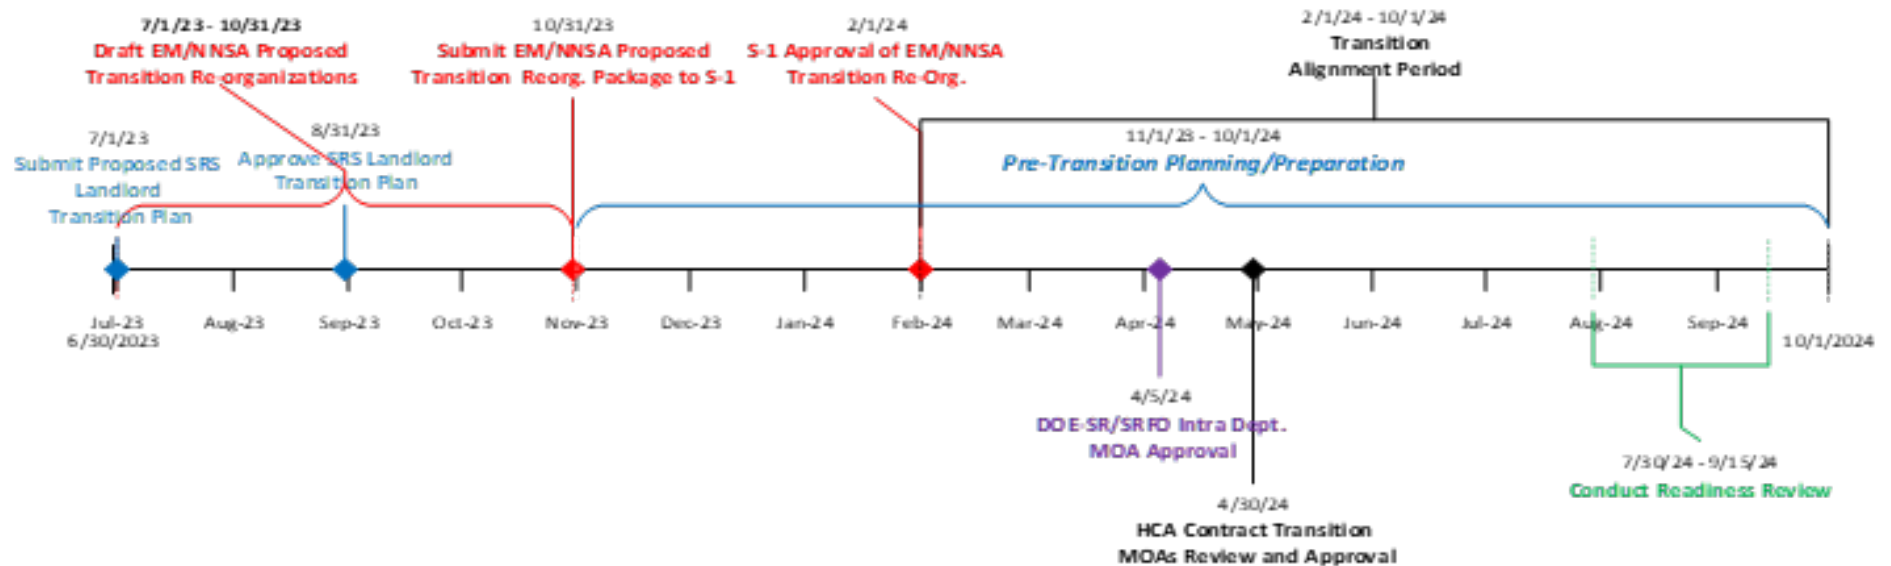 7/1/23 - 10/31/23
Draft EM/NNSA Proposed
Transition Re-organizations
10/31/23
Submit EM/NNSA Proposed
Transition Reorg. Package to S-1
2/1/24
S-1 Approval of EM/NNSA
Transition Re-Org.
2/1/24 - 10/1/24
Transition
Alignment Period
7/1/23
Submit Proposed SRS
Landlord
Transition Plan
8/31/23
Approve SRS Landlord
Transition Plan
11/1/23 - 10/1/24
Pre-Transition Planning/Preparation
Jul-23
Aug-23
Sep-23
Oct-23
Nov-23
Dec-23
Jan-24
Feb-24
Mar-24
Apr-24
May-24
Jun-24
Jul-24
Aug-24
Sep-24
6/30/2023
10/1/2024
4/5/24
DOE-SR/SRFO Intra Dept.
MOA Approval
4/30/24
HCA Contract Transition
MOAs Review and Approval
7/30/24 - 9/15/24
Conduct Readiness Review